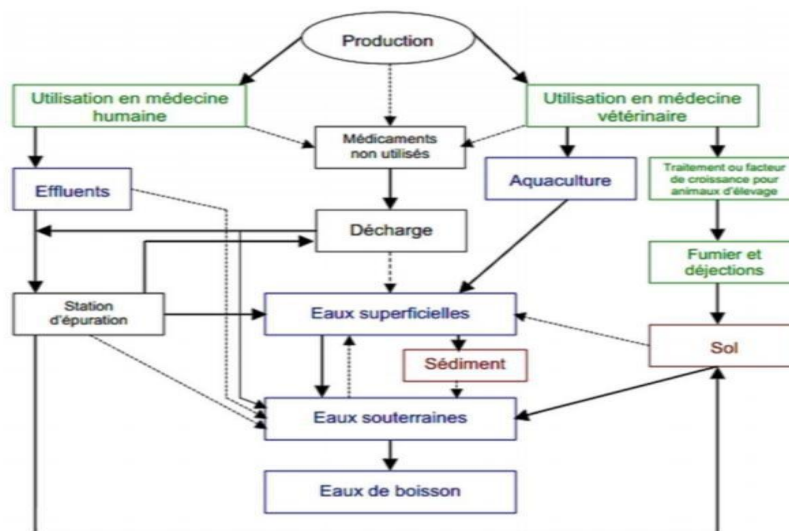 Production
Utilisation en médecine
humaine
Utilisation en médecine
vétérinaire
Médicaments
non utilisés
Effluents
Aquaculture
Traitement ou facteur
de croissance pour
animaux d'élevage
Décharge
Fumier et
déjections
Station
d'épuration
Eaux superficielles
Sédiment
Sol
Eaux souterraines
Eaux de boisson